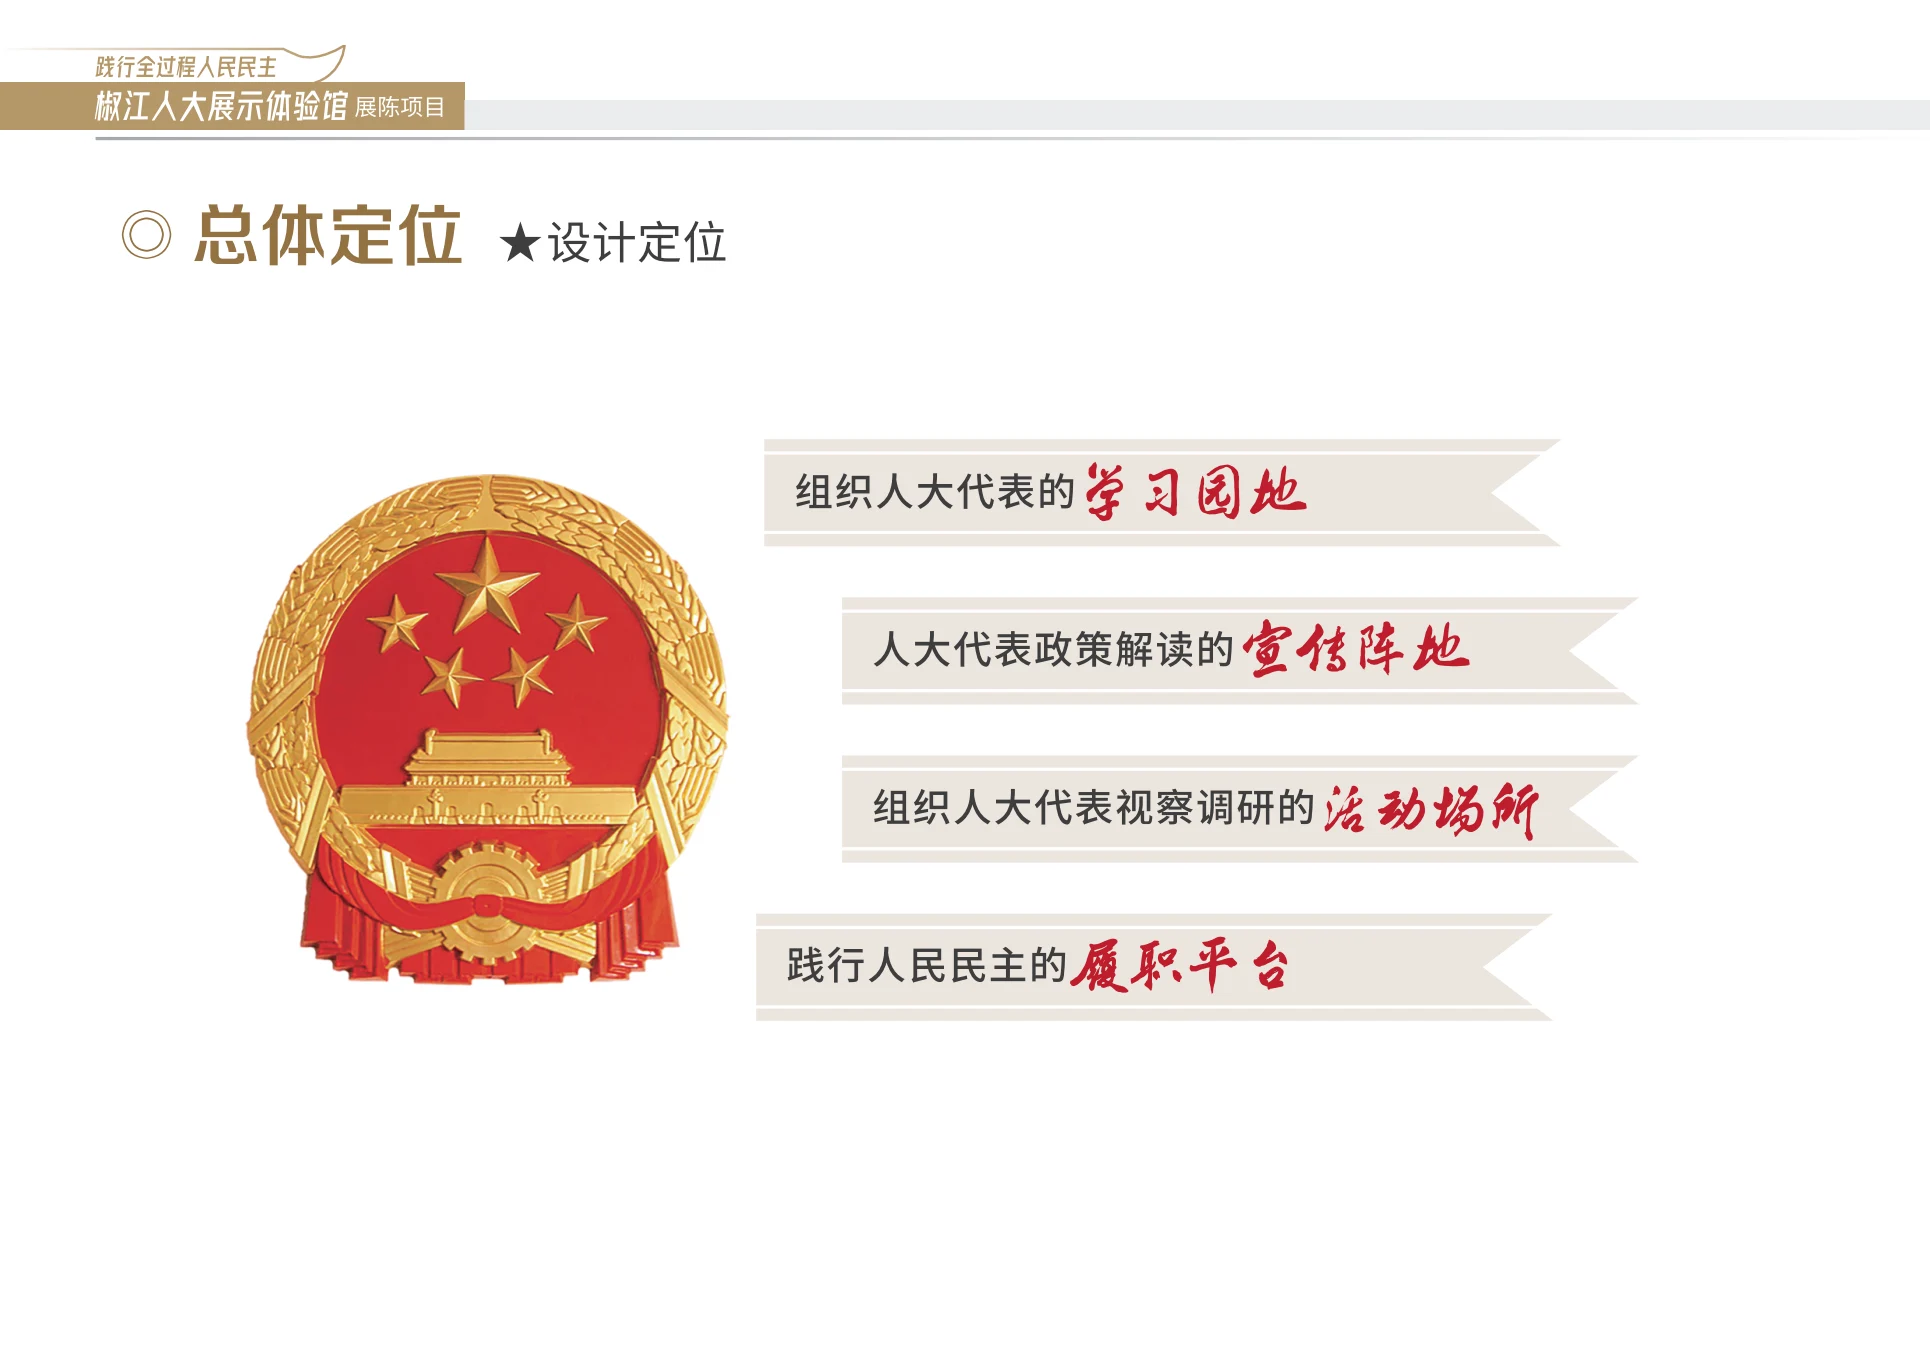 践行全过程人民民主
椒江人大展示体验馆 展陈项目
◎ 总体定位 ★设计定位
组织人大代表的学习园地
人大代表政策解读的宣传阵地
组织人大代表视察调研的活动场所
践行人民民主的履职平台